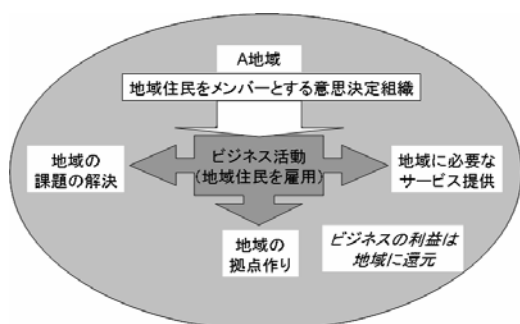 A地域
地域住民をメンバーとする意思決定組織
ビジネス活動
(地域住民を雇用)
地域の
課題の解決
地域に必要な
サービス提供
地域の
拠点作り
ビジネスの利益は
地域に還元